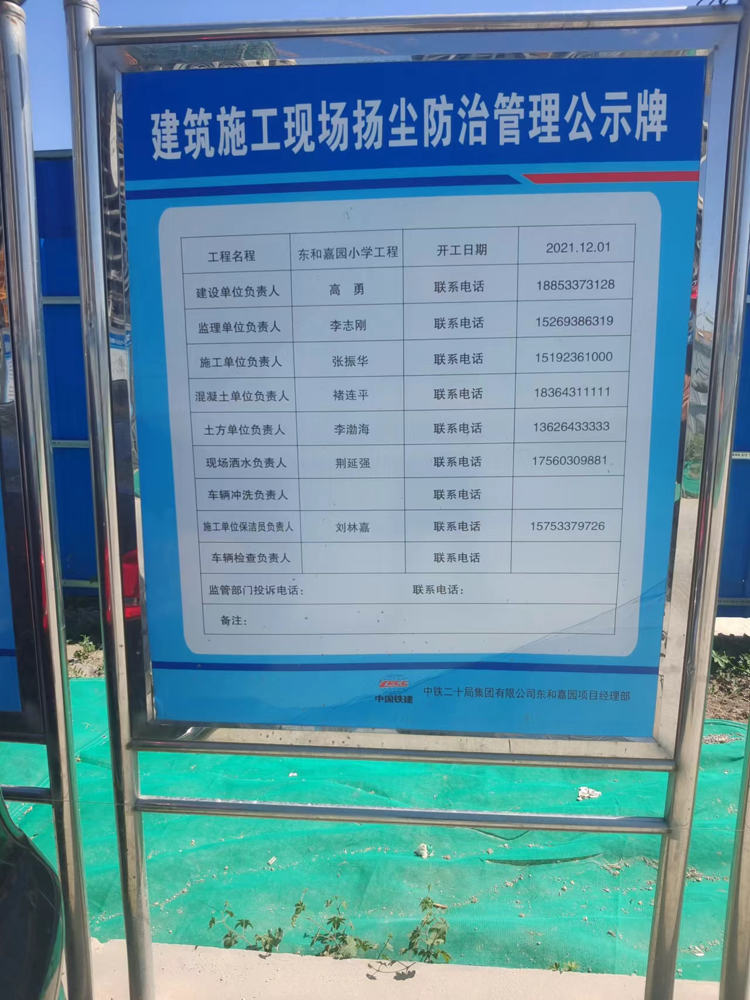 建筑施工现场扬尘防治管理公示牌
工程名程 东和嘉园小学工程 开工日期 2021.12.01
建设单位负责人 高 勇 联系电话 18853373128
监理单位负责人 李志刚 联系电话 15269386319
施工单位负责人 张振华 联系电话 15192361000
混凝土单位负责人 褚连平 联系电话 18364311111
土方单位负责人 李渤海 联系电话 13626433333
现场洒水负责人 荆延强 联系电话 17560309881
车辆冲洗负责人 联系电话
施工单位保洁员负责人 刘林嘉 联系电话 15753379726
车辆检查负责人 联系电话
监管部门投诉电话： 联系电话：
备注：
CRCC
中国铁建 中铁二十局集团有限公司东和嘉园项目经理部